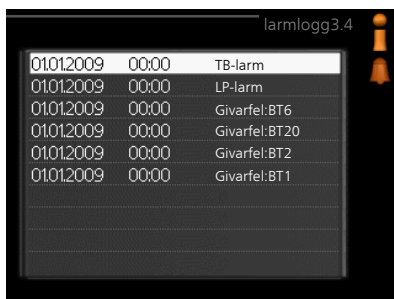 larmlogg3.4
01.01.2009 00:00 TB-larm
01.01.2009 00:00 LP-larm
01.01.2009 00:00 Givarfel:BT6
01.01.2009 00:00 Givarfel:BT20
01.01.2009 00:00 Givarfel:BT2
01.01.2009 00:00 Givarfel:BT1